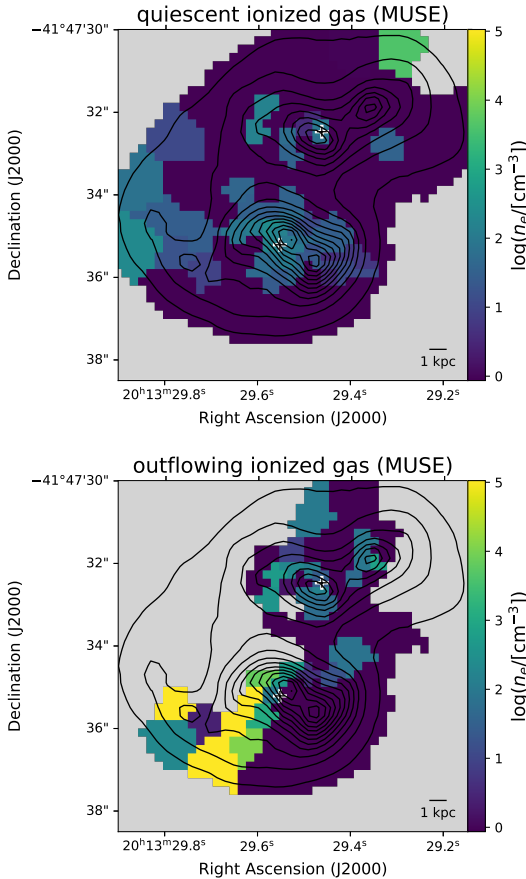 quiescent ionized gas (MUSE)
−41°47'30"
32"
34"
36"
38"
Declination (J2000)
1 kpc
20ʰ13ᵐ29.8ˢ
29.6ˢ
29.4ˢ
29.2ˢ
Right Ascension (J2000)
5
4
3
2
1
0
log(nₑ/[cm⁻³])
outflowing ionized gas (MUSE)
−41°47'30"
32"
34"
36"
38"
Declination (J2000)
1 kpc
20ʰ13ᵐ29.8ˢ
29.6ˢ
29.4ˢ
29.2ˢ
Right Ascension (J2000)
5
4
3
2
1
0
log(nₑ/[cm⁻³])